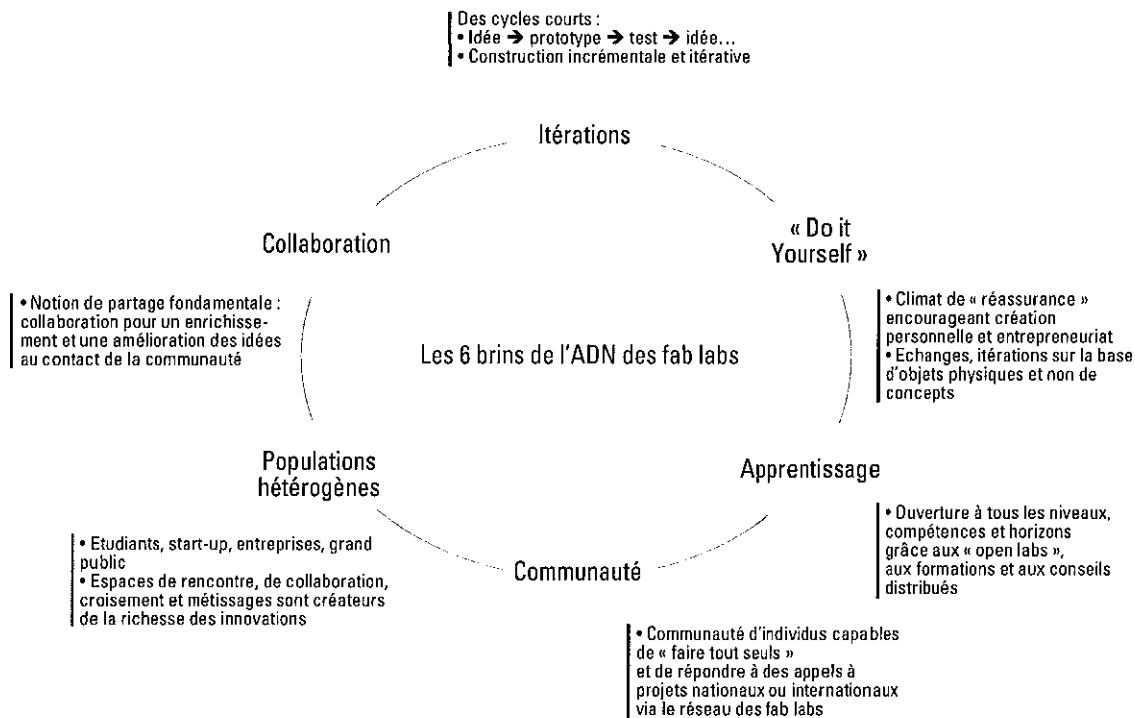 Des cycles courts :
• Idée ➔ prototype ➔ test ➔ idée…
• Construction incrémentale et itérative
Itérations
« Do it
Yourself »
• Climat de « réassurance »
encourageant création
personnelle et entrepreneuriat
• Echanges, itérations sur la base
d'objets physiques et non de
concepts
Apprentissage
• Ouverture à tous les niveaux,
compétences et horizons
grâce aux « open labs »,
aux formations et aux conseils
distribués
Communauté
• Communauté d'individus capables
de « faire tout seuls »
et de répondre à des appels à
projets nationaux ou internationaux
via le réseau des fab labs
Populations
hétérogènes
• Etudiants, start-up, entreprises, grand
public
• Espaces de rencontre, de collaboration,
croisement et métissages sont créateurs
de la richesse des innovations
Collaboration
• Notion de partage fondamentale :
collaboration pour un enrichisse-
ment et une amélioration des idées
au contact de la communauté
Les 6 brins de l'ADN des fab labs